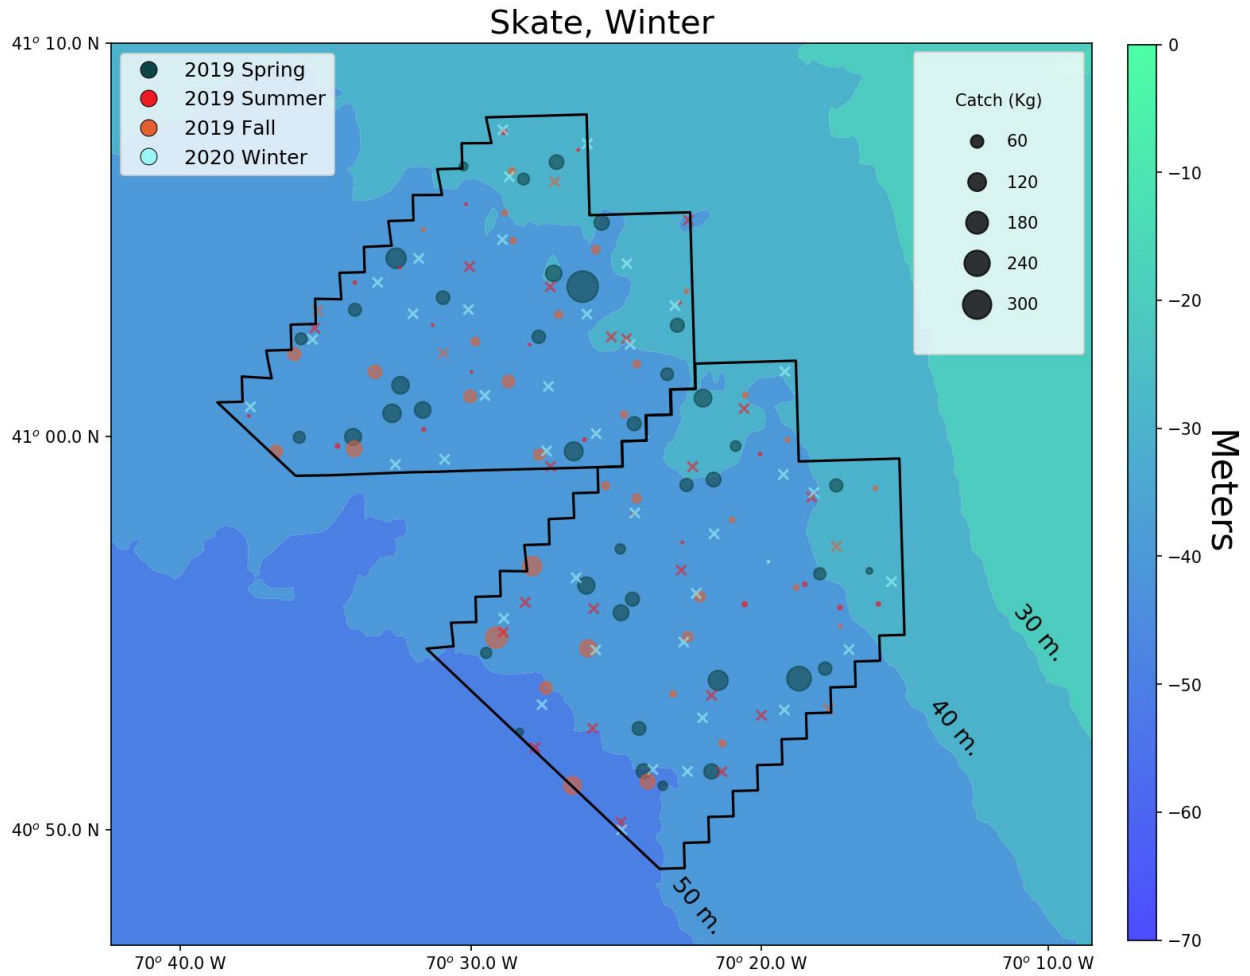 Skate, Winter
41° 10.0 N
41° 00.0 N
40° 50.0 N
2019 Spring
2019 Summer
2019 Fall
2020 Winter
Catch (Kg)
60
120
180
240
300
30 m.
40 m.
50 m.
70° 40.0 W
70° 30.0 W
70° 20.0 W
70° 10.0 W
0
−10
−20
−30
−40
−50
−60
−70
Meters